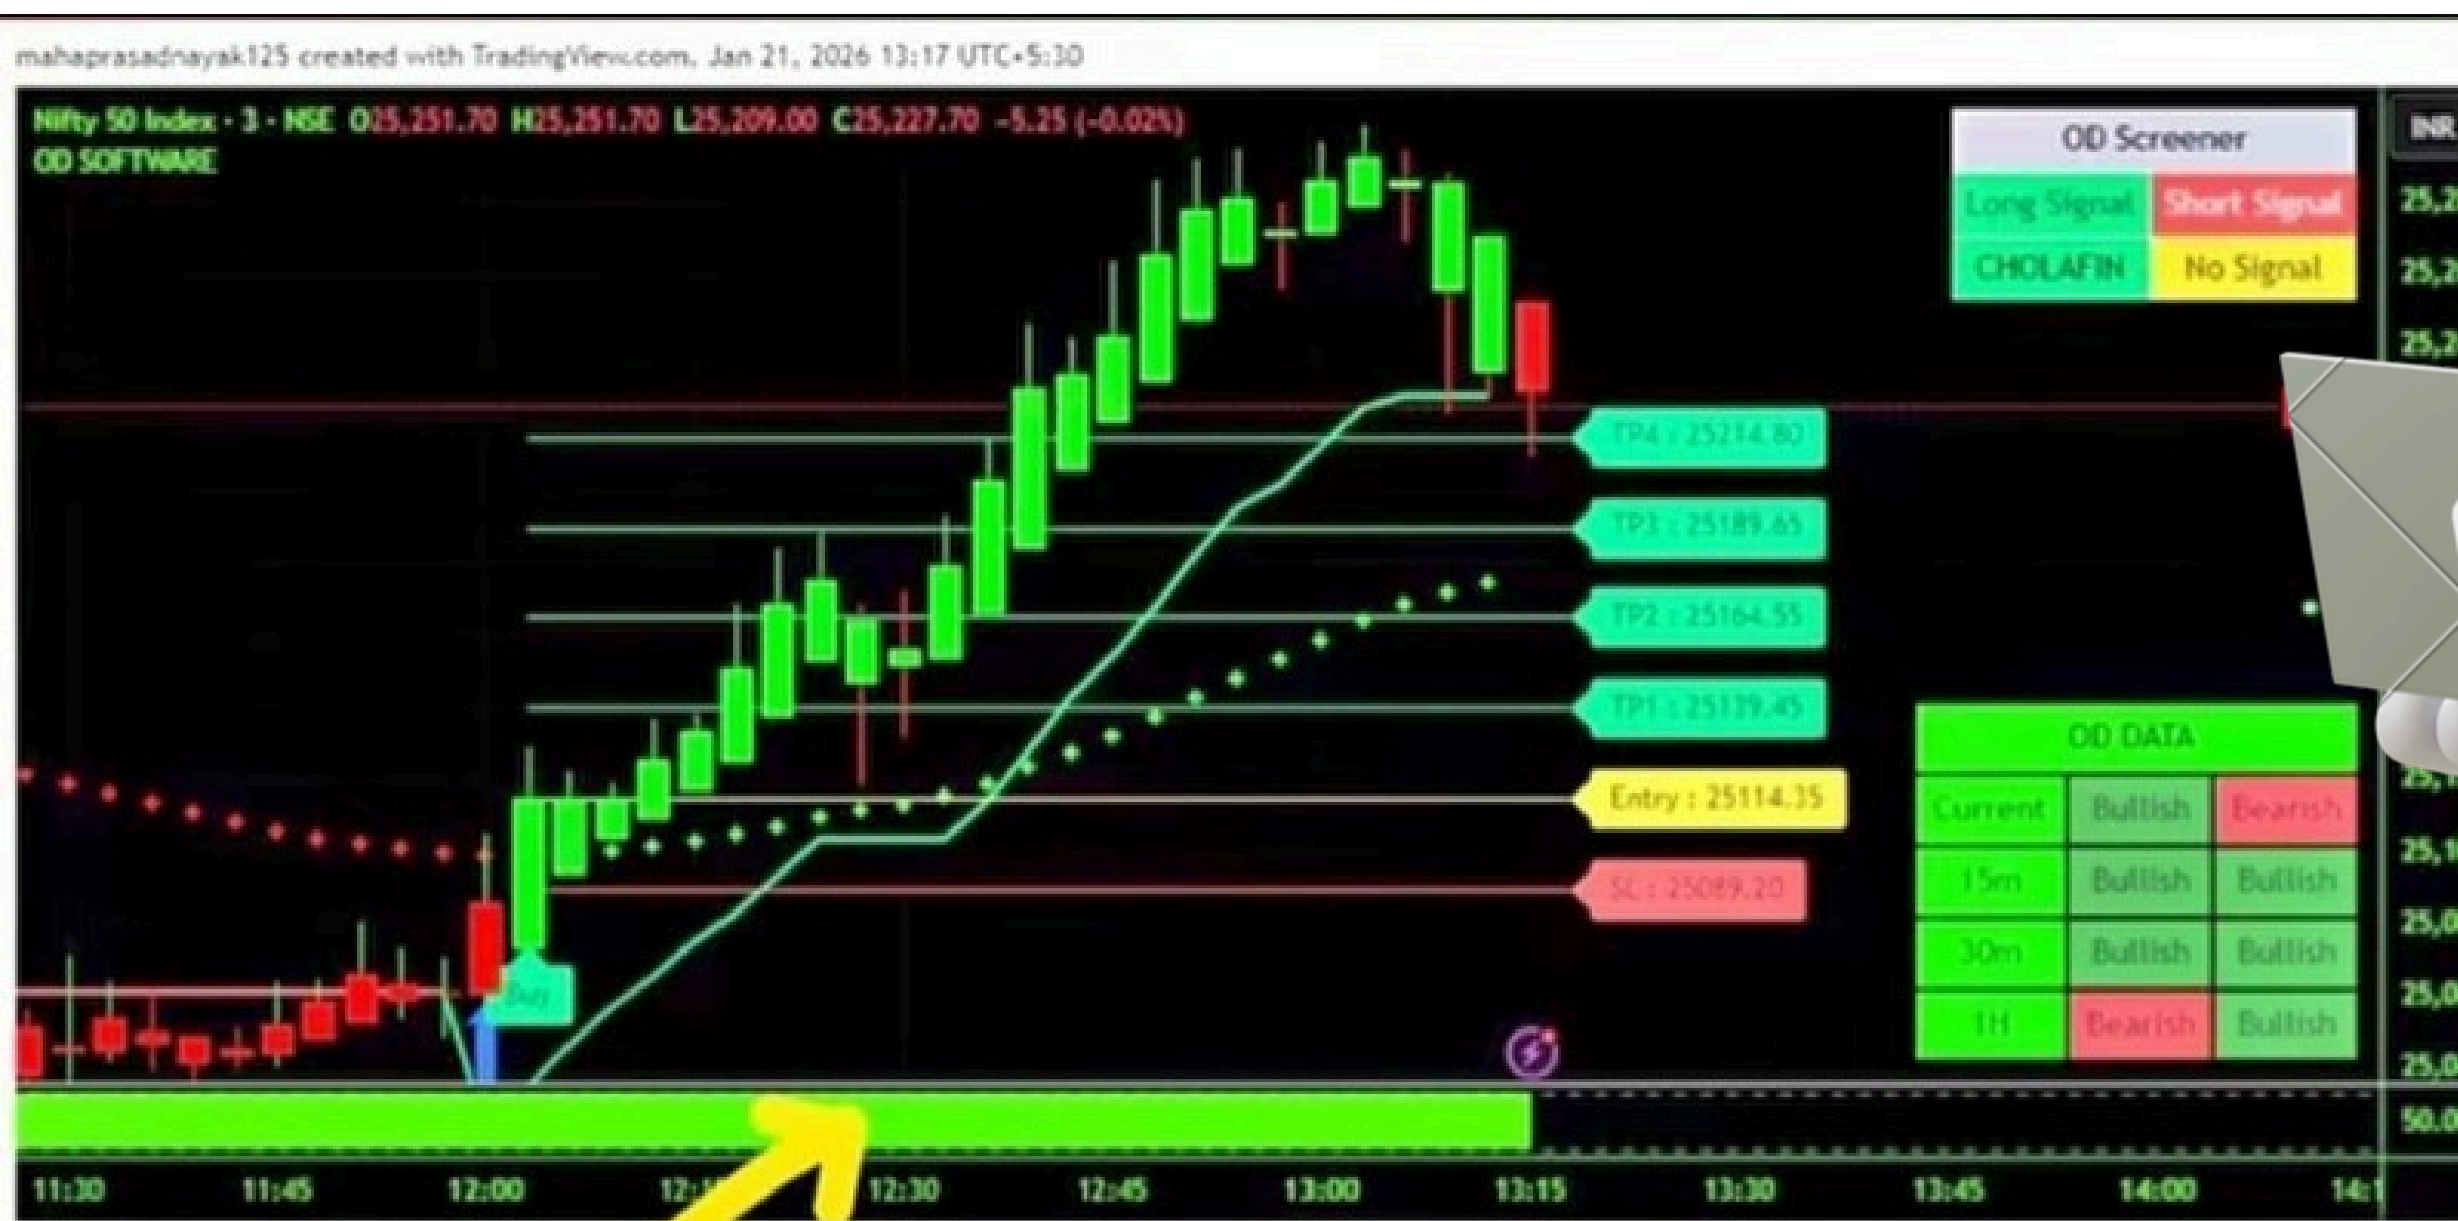 mahaprasadnayak125 created with TradingView.com, Jan 21, 2026 13:17 UTC+5:30
Nifty 50 Index · 3 · NSE O25,251.70 H25,251.70 L25,209.00 C25,227.70 -5.25 (-0.02%)
OD SOFTWARE
INR
OD Screener
Long Signal Short Signal
CHOLAFIN No Signal
TP4 : 25214.80
TP3 : 25189.65
TP2 : 25164.55
TP1 : 25139.45
Entry : 25114.35
SL : 25089.20
Buy
OD DATA
Current Bullish Bearish
15m Bullish Bullish
30m Bullish Bullish
1H Bearish Bullish
11:30 11:45 12:00 12:30 12:45 13:00 13:15 13:30 13:45 14:00